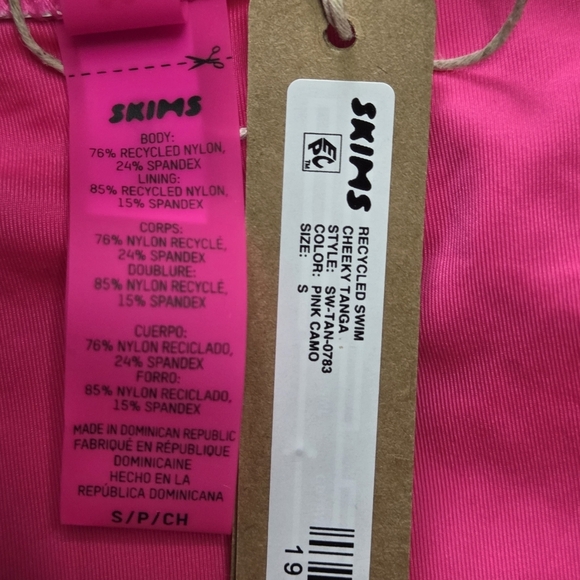 SKIMS
BODY:
76% RECYCLED NYLON,
24% SPANDEX
LINING:
85% RECYCLED NYLON,
15% SPANDEX
CORPS:
76% NYLON RECYCLÉ,
24% SPANDEX
DOUBLURE:
85% NYLON RECYCLÉ,
15% SPANDEX
CUERPO:
76% NYLON RECICLADO,
24% SPANDEX
FORRO:
85% NYLON RECICLADO,
15% SPANDEX
MADE IN DOMINICAN REPUBLIC
FABRIQUÉ EN RÉPUBLIQUE
DOMINICAINE
HECHO EN LA
REPÚBLICA DOMINICANA
S/P/CH
SKIMS
RECYCLED SWIM
CHEEKY TANGA
STYLE: SW-TAN-0783
COLOR: PINK CAMO
SIZE: S
19